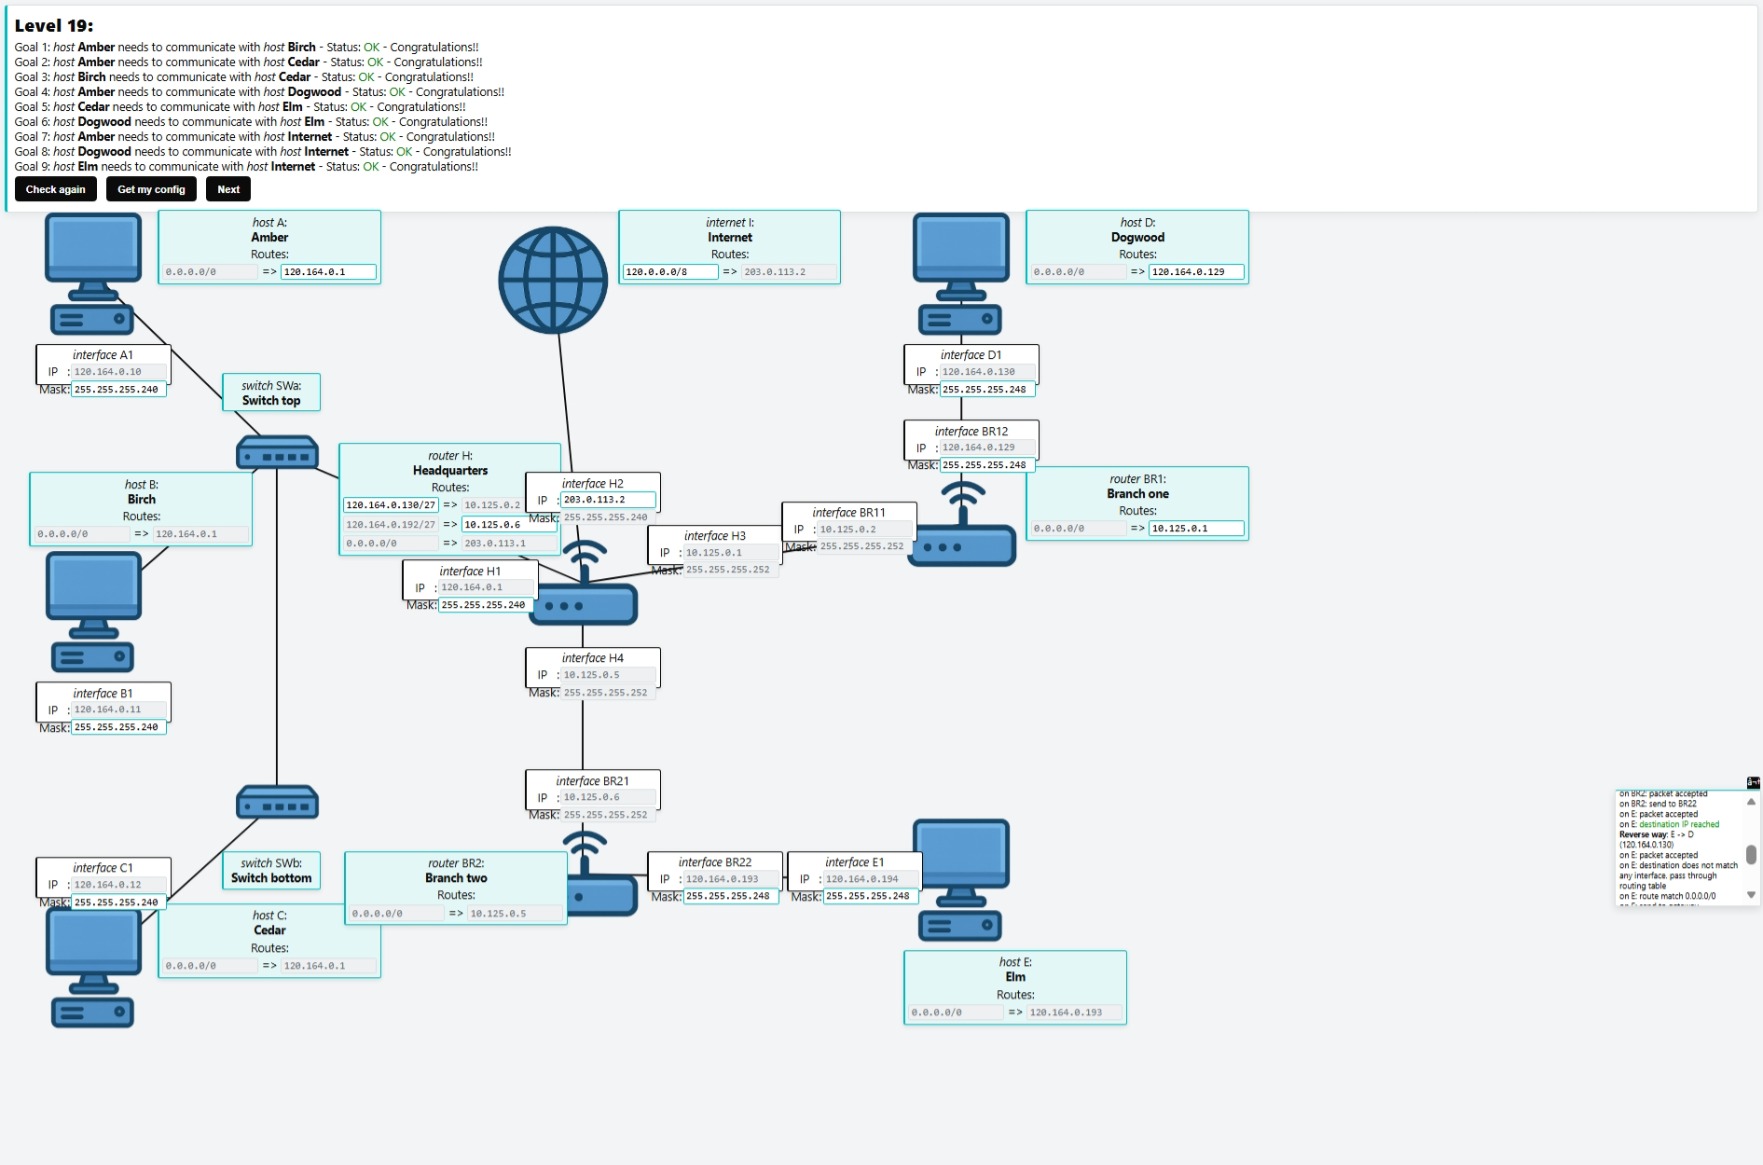 Level 19:
Goal 1: host Amber needs to communicate with host Birch - Status: OK - Congratulations!!
Goal 2: host Amber needs to communicate with host Cedar - Status: OK - Congratulations!!
Goal 3: host Birch needs to communicate with host Cedar - Status: OK - Congratulations!!
Goal 4: host Amber needs to communicate with host Dogwood - Status: OK - Congratulations!!
Goal 5: host Cedar needs to communicate with host Elm - Status: OK - Congratulations!!
Goal 6: host Dogwood needs to communicate with host Elm - Status: OK - Congratulations!!
Goal 7: host Amber needs to communicate with host Internet - Status: OK - Congratulations!!
Goal 8: host Dogwood needs to communicate with host Internet - Status: OK - Congratulations!!
Goal 9: host Elm needs to communicate with host Internet - Status: OK - Congratulations!!
Check again Get my config Next
host A:
Amber
Routes:
0.0.0.0/0 => 120.164.0.1
internet I:
Internet
Routes:
120.0.0.0/8 => 203.0.113.2
host D:
Dogwood
Routes:
0.0.0.0/0 => 120.164.0.129
interface A1
IP : 120.164.0.10
Mask: 255.255.255.240
interface D1
IP : 120.164.0.130
Mask: 255.255.255.248
switch SWa:
Switch top
interface BR12
IP : 120.164.0.129
Mask: 255.255.255.248
router H:
Headquarters
Routes:
120.164.0.130/27 => 10.125.0.2
120.164.0.192/27 => 10.125.0.6
0.0.0.0/0 => 203.0.113.1
interface H2
IP : 203.0.113.2
Mask: 255.255.255.240
host B:
Birch
Routes:
0.0.0.0/0 => 120.164.0.1
router BR1:
Branch one
Routes:
0.0.0.0/0 => 10.125.0.1
interface BR11
IP : 10.125.0.2
Mask: 255.255.255.252
interface H3
IP : 10.125.0.1
Mask: 255.255.255.252
interface H1
IP : 120.164.0.1
Mask: 255.255.255.240
interface H4
IP : 10.125.0.5
Mask: 255.255.255.252
interface B1
IP : 120.164.0.11
Mask: 255.255.255.240
interface BR21
IP : 10.125.0.6
Mask: 255.255.255.252
interface C1
IP : 120.164.0.12
Mask: 255.255.255.240
switch SWb:
Switch bottom
router BR2:
Branch two
Routes:
0.0.0.0/0 => 10.125.0.5
interface BR22
IP : 120.164.0.193
Mask: 255.255.255.248
interface E1
IP : 120.164.0.194
Mask: 255.255.255.248
host C:
Cedar
Routes:
0.0.0.0/0 => 120.164.0.1
host E:
Elm
Routes:
0.0.0.0/0 => 120.164.0.193
on BR2: packet accepted
on BR2: send to BR22
on E: packet accepted
on E: destination IP reached
Reverse way: E -> D
(120.164.0.130)
on E: packet accepted
on E: destination does not match
any interface. pass through
routing table
on E: route match 0.0.0.0/0